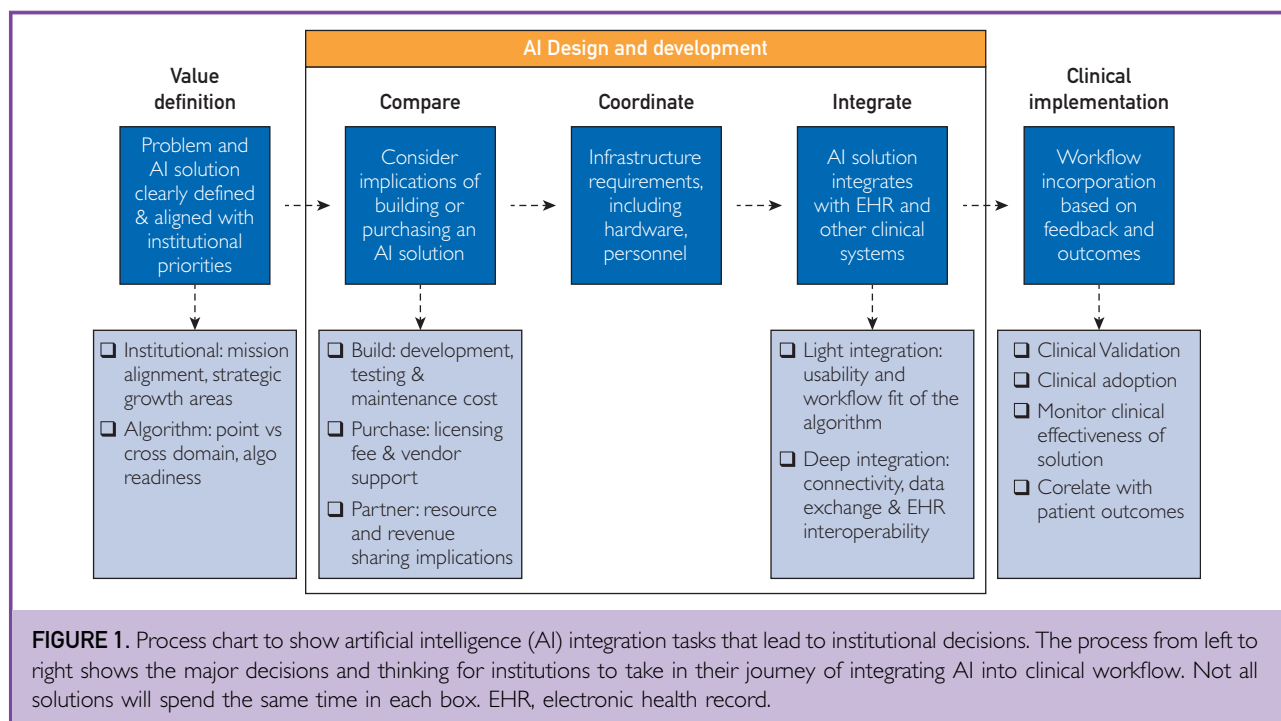 AI Design and development
Value
definition
Problem and
AI solution
clearly defined
& aligned with
institutional
priorities
❑ Institutional: mission
alignment, strategic
growth areas
❑ Algorithm: point vs
cross domain, algo
readiness
Compare
Consider
implications of
building or
purchasing an
AI solution
❑ Build: development,
testing &
maintenance cost
❑ Purchase: licensing
fee & vendor
support
❑ Partner: resource
and revenue
sharing implications
Coordinate
Infrastructure
requirements,
including
hardware,
personnel
Integrate
AI solution
integrates
with EHR and
other clinical
systems
❑ Light integration:
usability and
workflow fit of the
algorithm
❑ Deep integration:
connectivity, data
exchange & EHR
interoperability
Clinical
implementation
Workflow
incorporation
based on
feedback and
outcomes
❑ Clinical Validation
❑ Clinical adoption
❑ Monitor clinical
effectiveness of
solution
❑ Corelate with
patient outcomes
FIGURE 1. Process chart to show artificial intelligence (AI) integration tasks that lead to institutional decisions. The process from left to
right shows the major decisions and thinking for institutions to take in their journey of integrating AI into clinical workflow. Not all
solutions will spend the same time in each box. EHR, electronic health record.